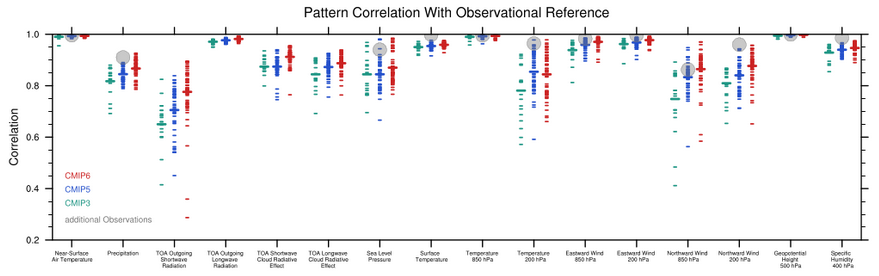 Pattern Correlation With Observational Reference
1.0
0.8
0.6
0.4
0.2
Correlation
CMIP6
CMIP5
CMIP3
additional Observations
Near-Surface
Air Temperature
Precipitation
TOA Outgoing
Shortwave
Radiation
TOA Outgoing
Longwave
Radiation
TOA Shortwave
Cloud Radiative
Effect
TOA Longwave
Cloud Radiative
Effect
Sea Level
Pressure
Surface
Temperature
Temperature
850 hPa
Temperature
200 hPa
Eastward Wind
850 hPa
Eastward Wind
200 hPa
Northward Wind
850 hPa
Northward Wind
200 hPa
Geopotential
Height
500 hPa
Specific
Humidity
400 hPa